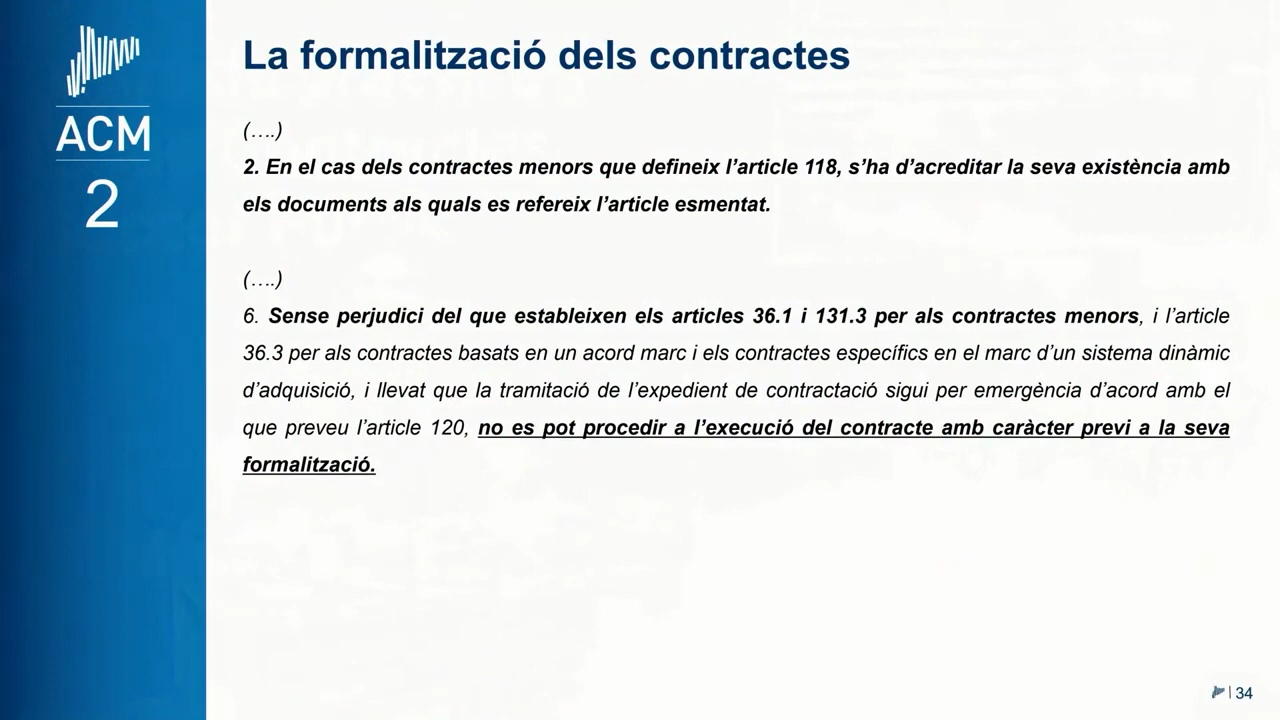 ACM
2
La formalització dels contractes
(….)
2. En el cas dels contractes menors que defineix l’article 118, s’ha d’acreditar la seva existència amb
els documents als quals es refereix l’article esmentat.
(….)
6. Sense perjudici del que estableixen els articles 36.1 i 131.3 per als contractes menors, i l’article
36.3 per als contractes basats en un acord marc i els contractes específics en el marc d’un sistema dinàmic
d’adquisició, i llevat que la tramitació de l’expedient de contractació sigui per emergència d’acord amb el
que preveu l’article 120, no es pot procedir a l’execució del contracte amb caràcter previ a la seva
formalització.
34